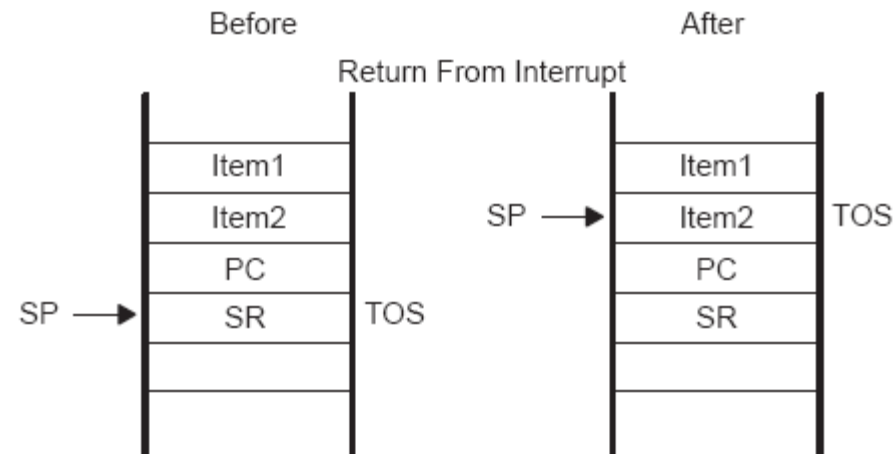 Before
After
Return From Interrupt
Item1
Item1
Item2
SP
Item2
TOS
PC
PC
SP
SR
TOS
SR